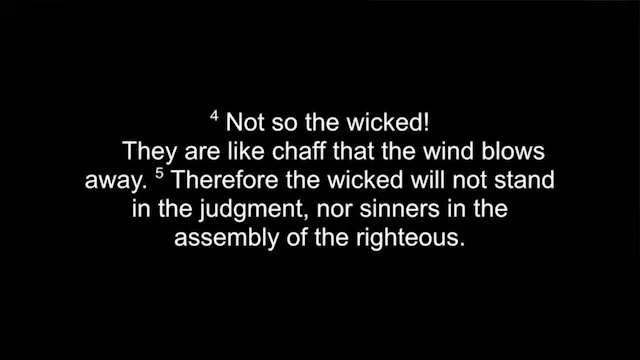 ⁴ Not so the wicked!
They are like chaff that the wind blows
away. ⁵ Therefore the wicked will not stand
in the judgment, nor sinners in the
assembly of the righteous.